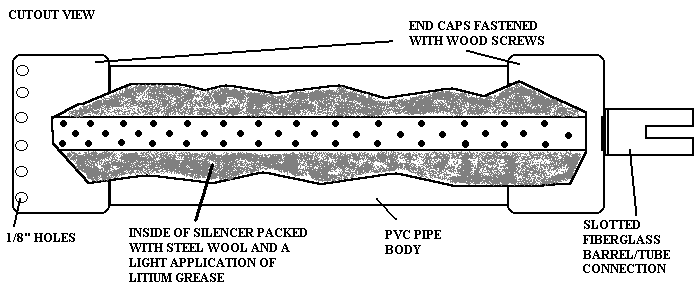 CUTOUT VIEW
END CAPS FASTENED
WITH WOOD SCREWS
1/8" HOLES
INSIDE OF SILENCER PACKED
WITH STEEL WOOL AND A
LIGHT APPLICATION OF
LITIUM GREASE
PVC PIPE
BODY
SLOTTED
FIBERGLASS
BARREL/TUBE
CONNECTION